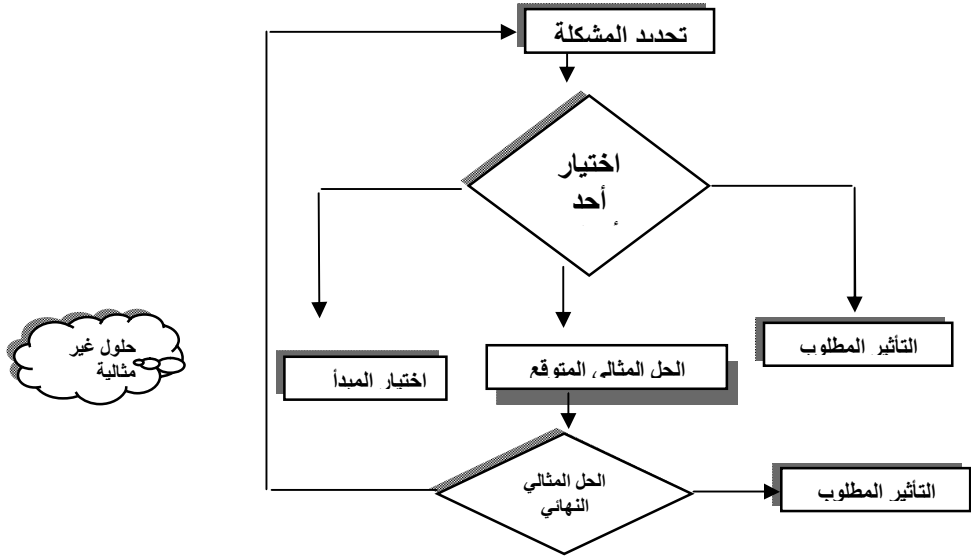 تحديد المشكلة
اختيار
أحد
التأثير المطلوب
الحل المثالي المتوقع
اختيار المبدأ
حلول غير
مثالية
الحل المثالي
النهائي
التأثير المطلوب